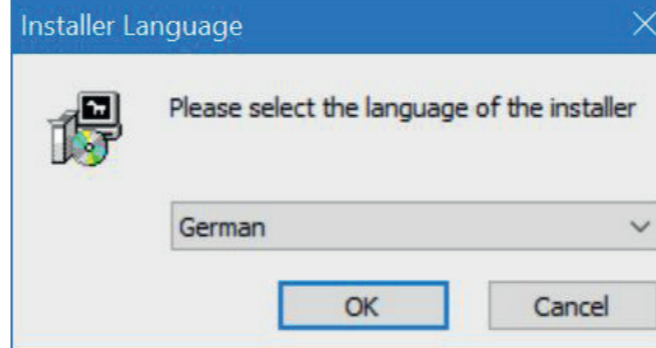 Installer Language
Please select the language of the installer
German
OK
Cancel